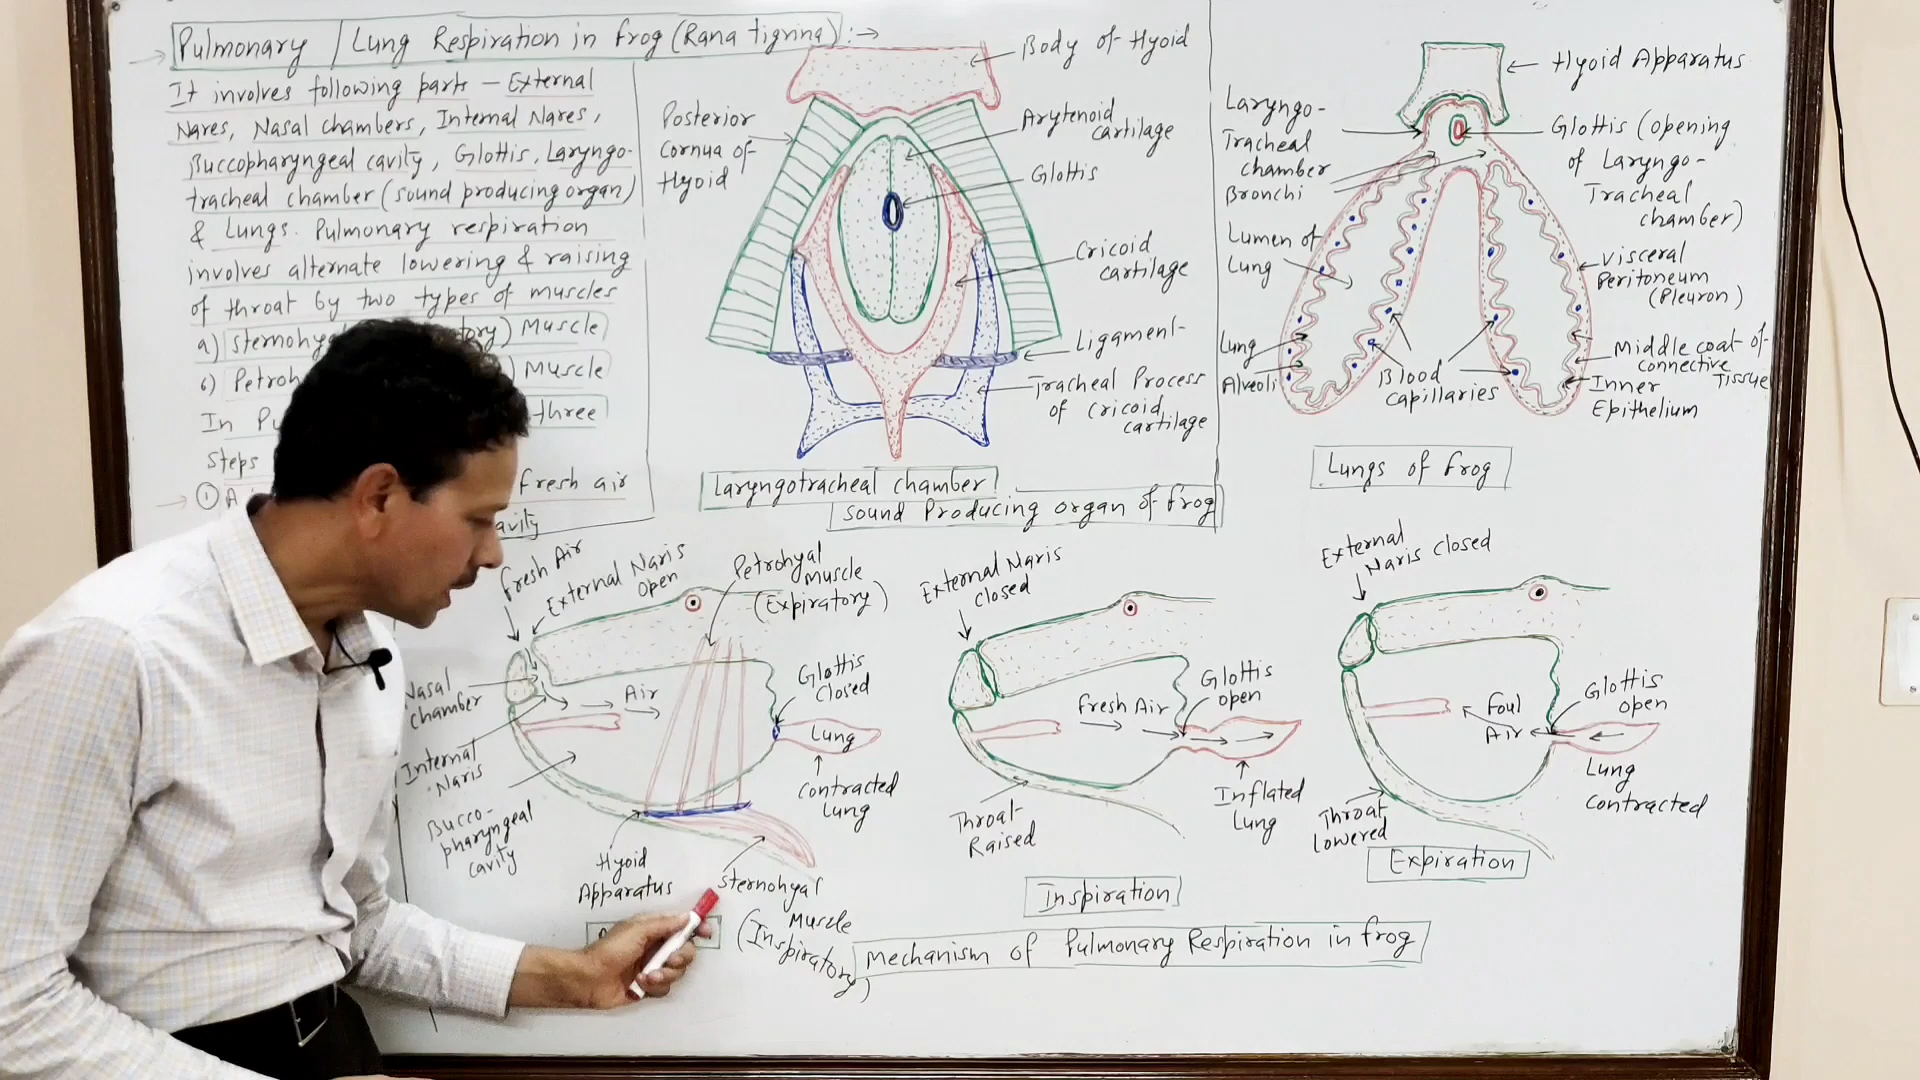 Pulmonary / Lung Respiration in frog (Rana tigrina) :→
It involves following parts – External
Nares, Nasal chambers, Internal Nares,
Buccopharyngeal cavity, Glottis, Laryngo-
tracheal chamber (sound producing organ)
& Lungs. Pulmonary respiration
involves alternate lowering & raising
of throat by two types of muscles
a) Sternohy
Muscle
b) Petroh
Muscle
In Pu
three
Steps
① A
fresh air
avity
Body of Hyoid
Posterior
Cornua of
Hyoid
Arytenoid
cartilage
Glottis
Cricoid
cartilage
Ligament
Tracheal Process
of cricoid
cartilage
Laryngotracheal chamber
Sound Producing organ of frog
Hyoid Apparatus
Laryngo-
Tracheal
chamber
Bronchi
Glottis (opening
of Laryngo-
Tracheal
chamber)
Lumen of
Lung
Visceral
Peritoneum
(Pleuron)
Lung
Alveoli
Blood
capillaries
Middle coat of
connective
Tissue
Inner
Epithelium
Lungs of frog
Fresh Air
External Naris
Open
Petrohyal
Muscle
(Expiratory)
Nasal
chamber
Air
Glottis
Closed
Lung
Internal
Naris
Contracted
Lung
Bucco-
pharyngeal
cavity
Hyoid
Apparatus
Sternohyal
Muscle
(Inspiratory)
External Naris
closed
Fresh Air
Glottis
open
Throat
Raised
Inflated
Lung
Inspiration
External
Naris closed
Foul
Air
Glottis
open
Lung
contracted
Throat
Lowered
Expiration
Mechanism of Pulmonary Respiration in frog